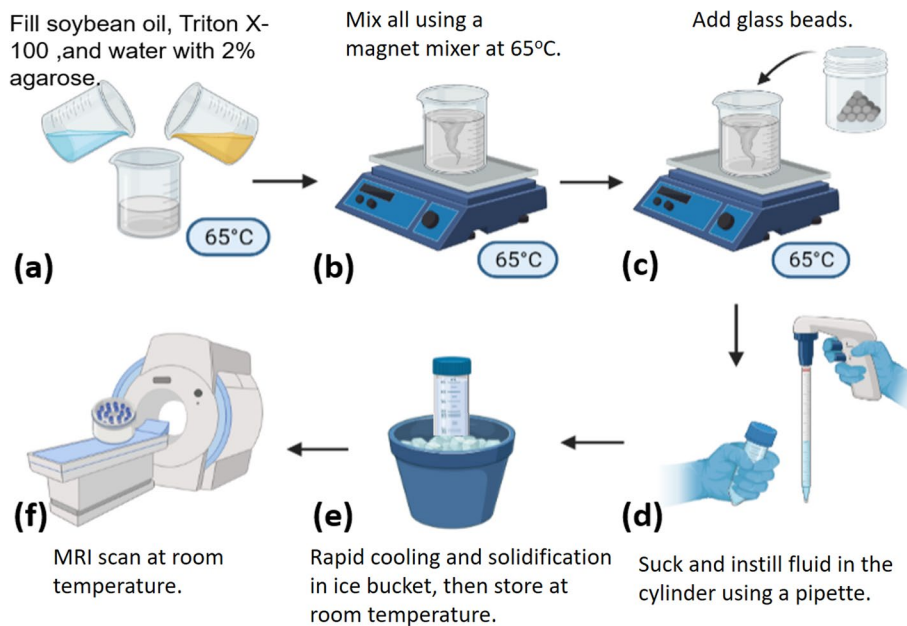 Fill soybean oil, Triton X-
100 ,and water with 2%
agarose.
65°C
(a)
Mix all using a
magnet mixer at 65°C.
65°C
(b)
Add glass beads.
65°C
(c)
(d)
Suck and instill fluid in the
cylinder using a pipette.
(e)
Rapid cooling and solidification
in ice bucket, then store at
room temperature.
(f)
MRI scan at room
temperature.